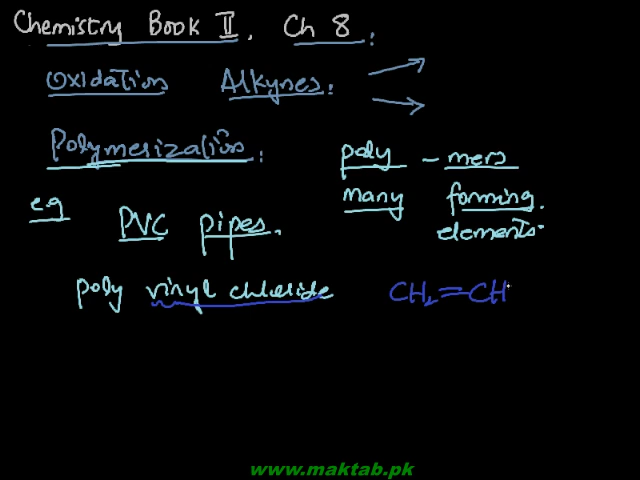 Chemistry Book II, Ch 8.
Oxidation Alkynes.
Polymerization.
poly - mers
many forming.
elements.
eg
PVC pipes.
poly vinyl chloride CH₂=CH
www.maktab.pk